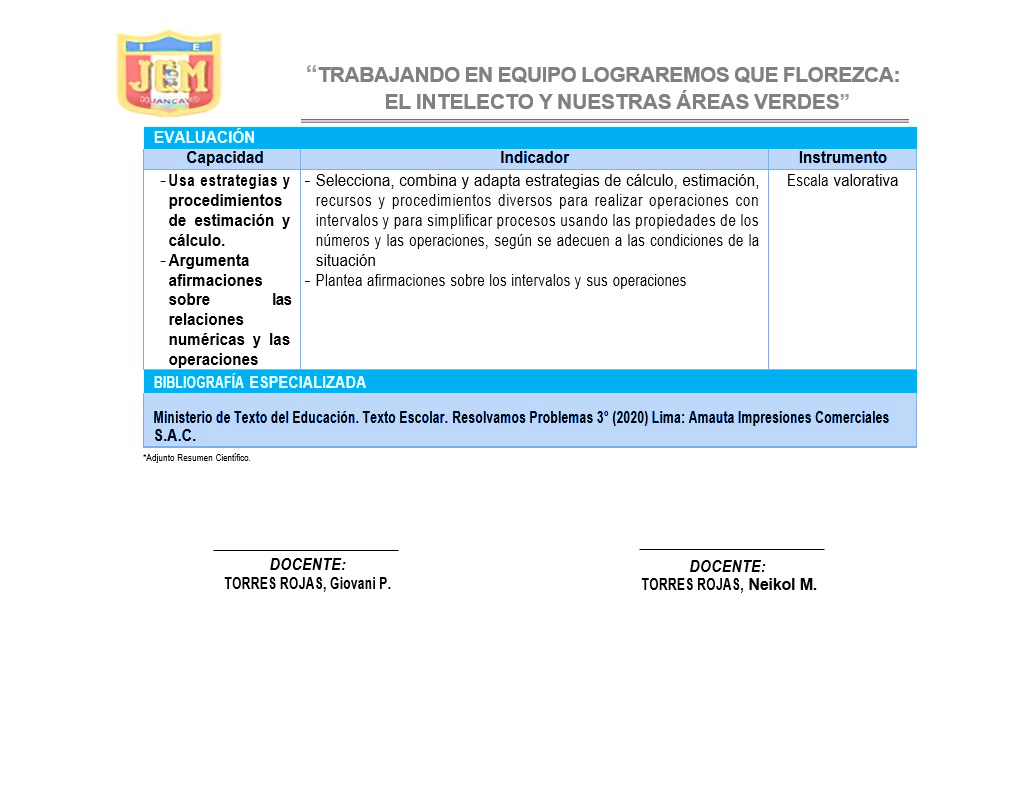 I E
JCM
JANCAYO
“TRABAJANDO EN EQUIPO LOGRAREMOS QUE FLOREZCA:
EL INTELECTO Y NUESTRAS ÁREAS VERDES”
EVALUACIÓN
Capacidad Indicador Instrumento
- Usa estrategias y
procedimientos
de estimación y
cálculo.
- Argumenta
afirmaciones
sobre las
relaciones
numéricas y las
operaciones
- Selecciona, combina y adapta estrategias de cálculo, estimación,
recursos y procedimientos diversos para realizar operaciones con
intervalos y para simplificar procesos usando las propiedades de los
números y las operaciones, según se adecuen a las condiciones de la
situación
- Plantea afirmaciones sobre los intervalos y sus operaciones
Escala valorativa
BIBLIOGRAFÍA ESPECIALIZADA
Ministerio de Texto del Educación. Texto Escolar. Resolvamos Problemas 3° (2020) Lima: Amauta Impresiones Comerciales
S.A.C.
*Adjunto Resumen Científico.
DOCENTE:
TORRES ROJAS, Giovani P.
DOCENTE:
TORRES ROJAS, Neikol M.